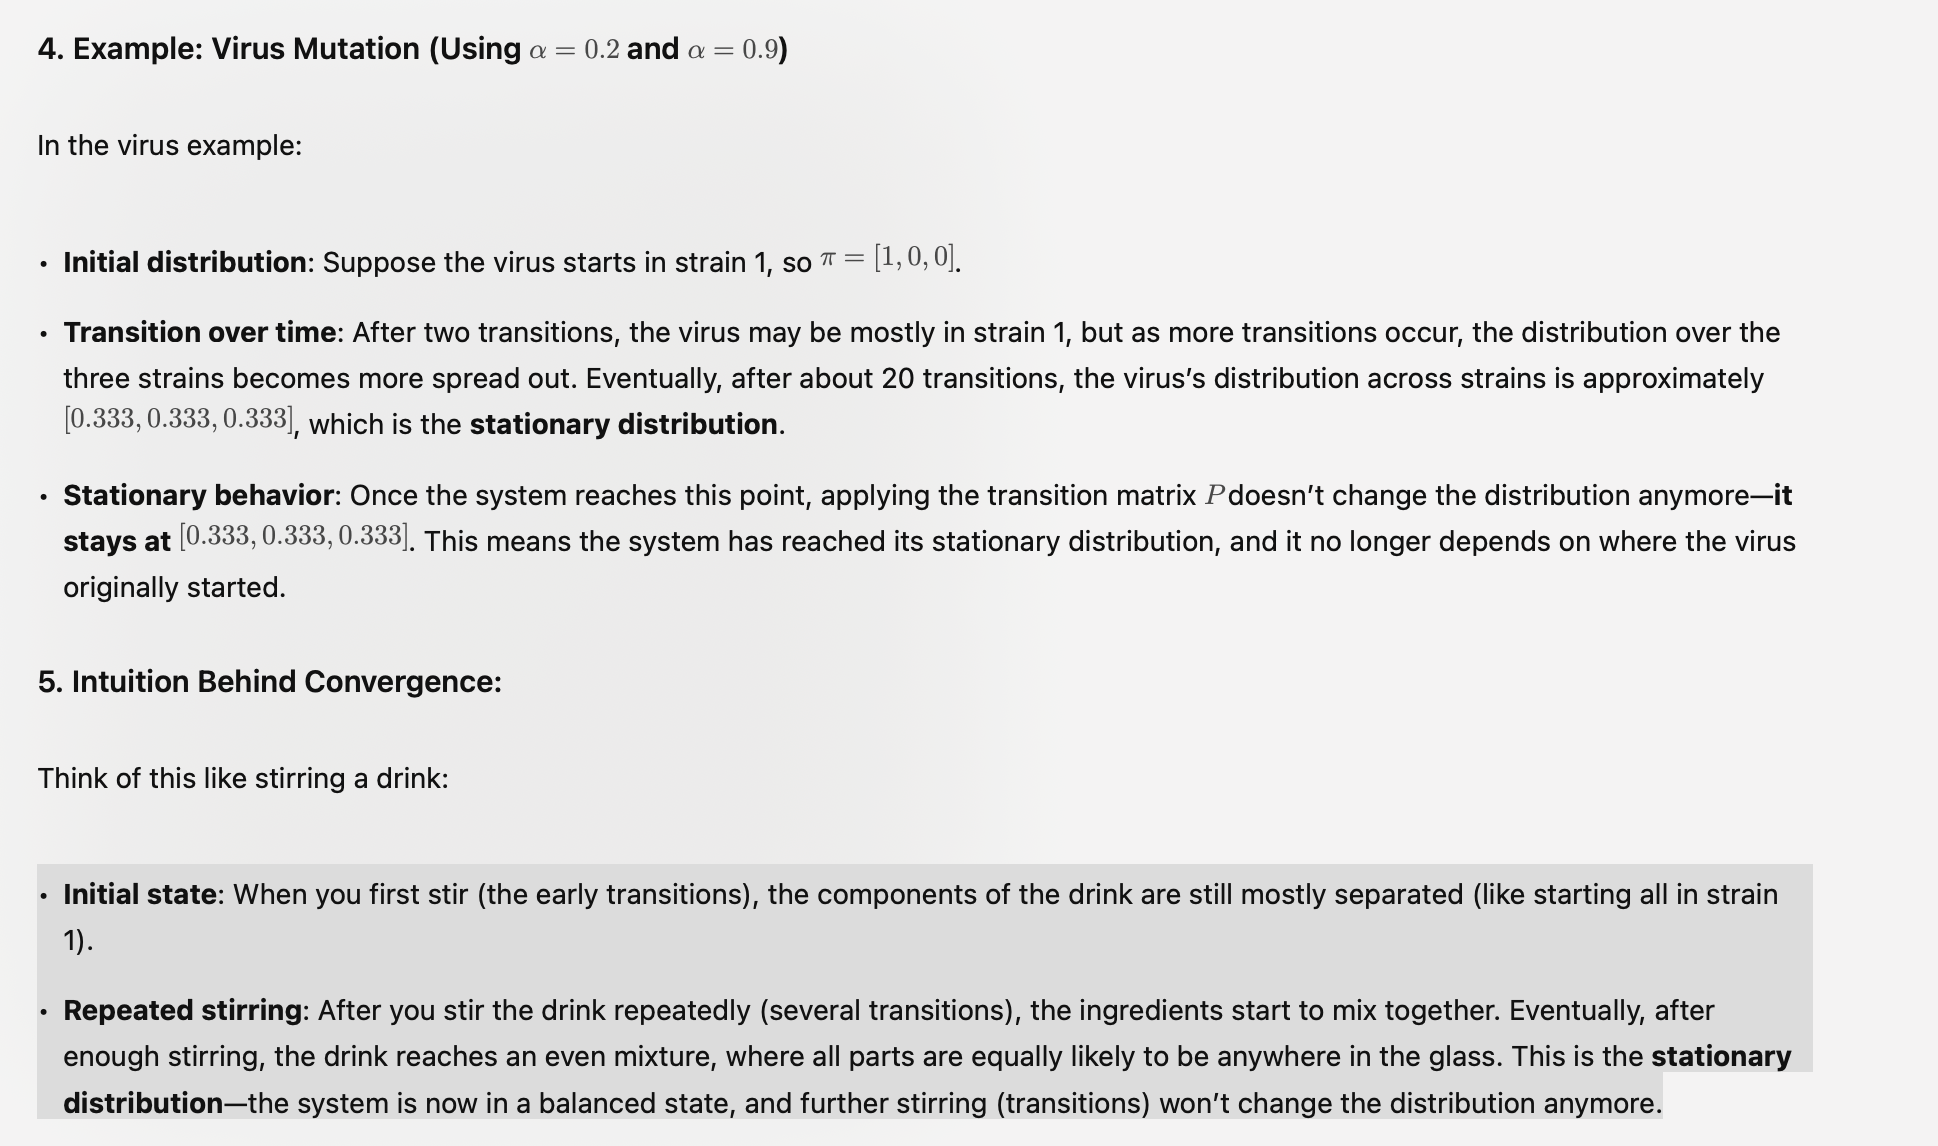 4. Example: Virus Mutation (Using α = 0.2 and α = 0.9)
In the virus example:
• Initial distribution: Suppose the virus starts in strain 1, so π = [1, 0, 0].
• Transition over time: After two transitions, the virus may be mostly in strain 1, but as more transitions occur, the distribution over the
three strains becomes more spread out. Eventually, after about 20 transitions, the virus’s distribution across strains is approximately
[0.333, 0.333, 0.333], which is the stationary distribution.
• Stationary behavior: Once the system reaches this point, applying the transition matrix P doesn’t change the distribution anymore—it
stays at [0.333, 0.333, 0.333]. This means the system has reached its stationary distribution, and it no longer depends on where the virus
originally started.
5. Intuition Behind Convergence:
Think of this like stirring a drink:
• Initial state: When you first stir (the early transitions), the components of the drink are still mostly separated (like starting all in strain
1).
• Repeated stirring: After you stir the drink repeatedly (several transitions), the ingredients start to mix together. Eventually, after
enough stirring, the drink reaches an even mixture, where all parts are equally likely to be anywhere in the glass. This is the stationary
distribution—the system is now in a balanced state, and further stirring (transitions) won’t change the distribution anymore.